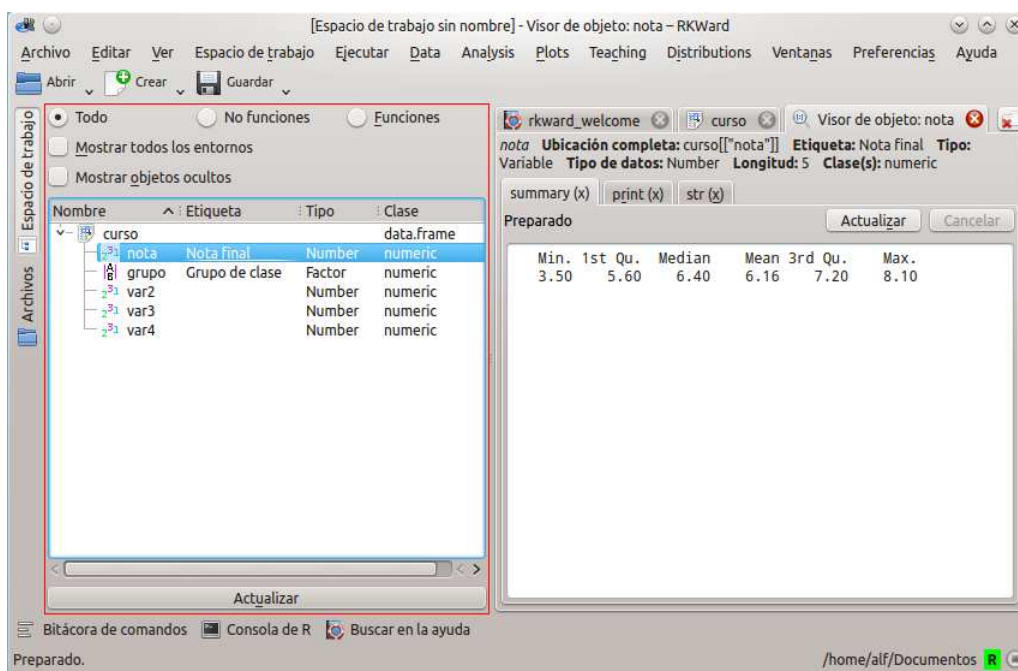 [Espacio de trabajo sin nombre] - Visor de objeto: nota – RKWard
Archivo Editar Ver Espacio de trabajo Ejecutar Data Analysis Plots Teaching Distributions Ventanas Preferencias Ayuda
Abrir Crear Guardar
Espacio de trabajo
Archivos
Todo No funciones Funciones
Mostrar todos los entornos
Mostrar objetos ocultos
Nombre Etiqueta Tipo Clase
curso data.frame
nota Nota final Number numeric
grupo Grupo de clase Factor numeric
var2 Number numeric
var3 Number numeric
var4 Number numeric
Actualizar
rkward_welcome curso Visor de objeto: nota
nota Ubicación completa: curso[["nota"]] Etiqueta: Nota final Tipo:
Variable Tipo de datos: Number Longitud: 5 Clase(s): numeric
summary (x) print (x) str (x)
Preparado Actualizar Cancelar
Min. 1st Qu. Median Mean 3rd Qu. Max.
3.50 5.60 6.40 6.16 7.20 8.10
Bitácora de comandos Consola de R Buscar en la ayuda
Preparado. /home/alf/Documentos R